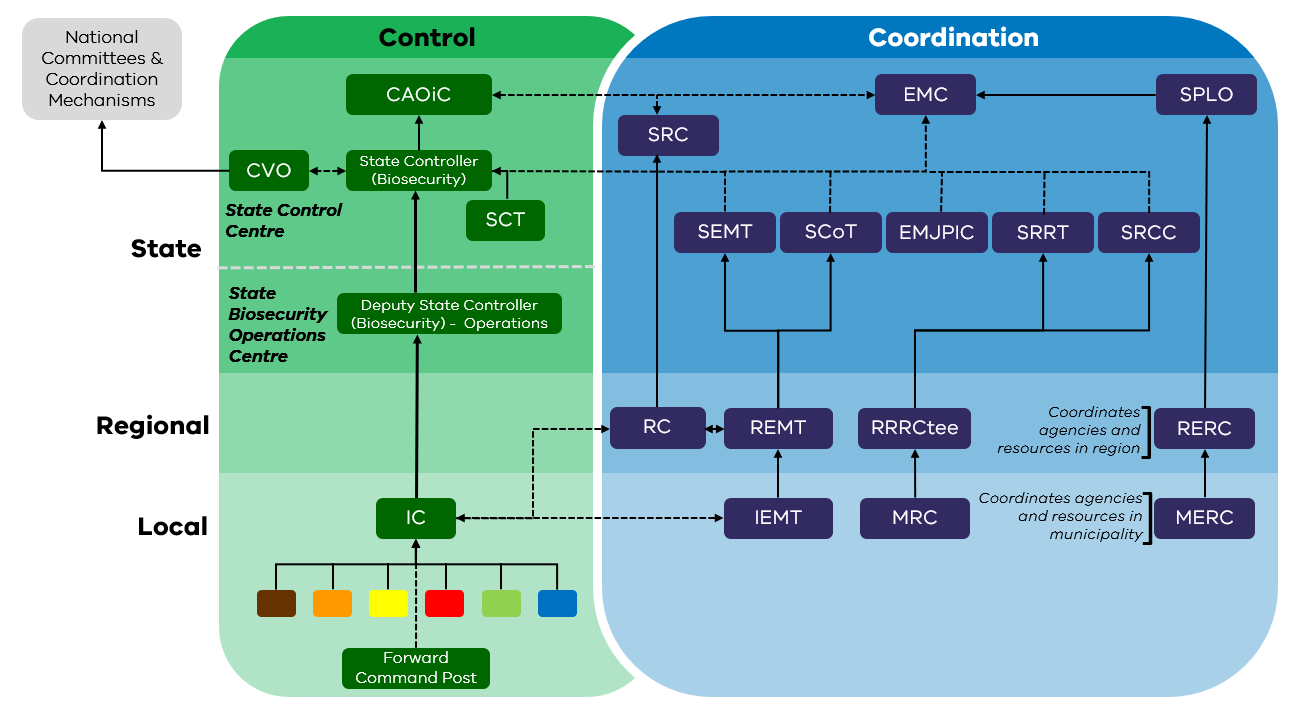 National
Committees &
Coordination
Mechanisms
Control
Coordination
CAOiC
EMC
SPLO
SRC
CVO
State Controller
(Biosecurity)
State Control
Centre
SCT
State
SEMT
SCoT
EMJPIC
SRRT
SRCC
State
Biosecurity
Operations
Centre
Deputy State Controller
(Biosecurity) - Operations
Regional
RC
REMT
RRRCtee
Coordinates
agencies and
resources in region
RERC
Local
IC
IEMT
MRC
Coordinates agencies
and resources in
municipality
MERC
Forward
Command Post